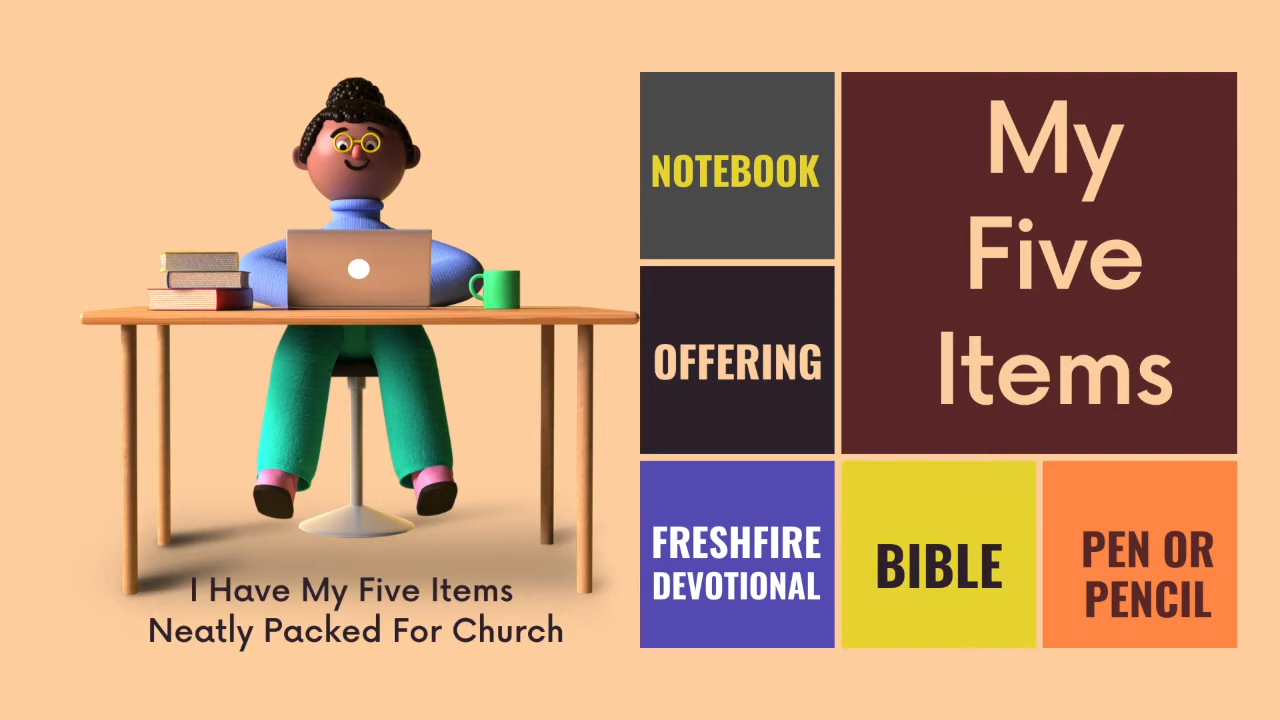 My
Five
Items
NOTEBOOK
OFFERING
FRESHFIRE
DEVOTIONAL
BIBLE
PEN OR
PENCIL
I Have My Five Items
Neatly Packed For Church